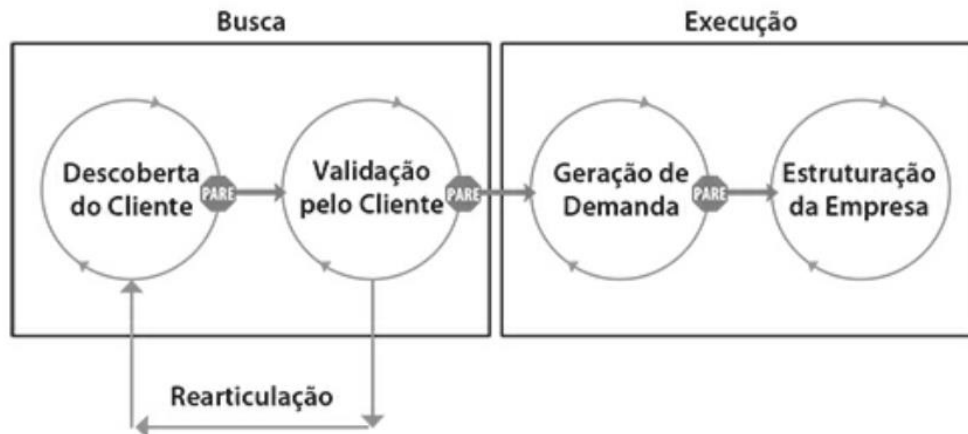 Busca
Execução
Descoberta
do Cliente
PARE
Validação
pelo Cliente
PARE
Geração de
Demanda
PARE
Estruturação
da Empresa
Rearticulação